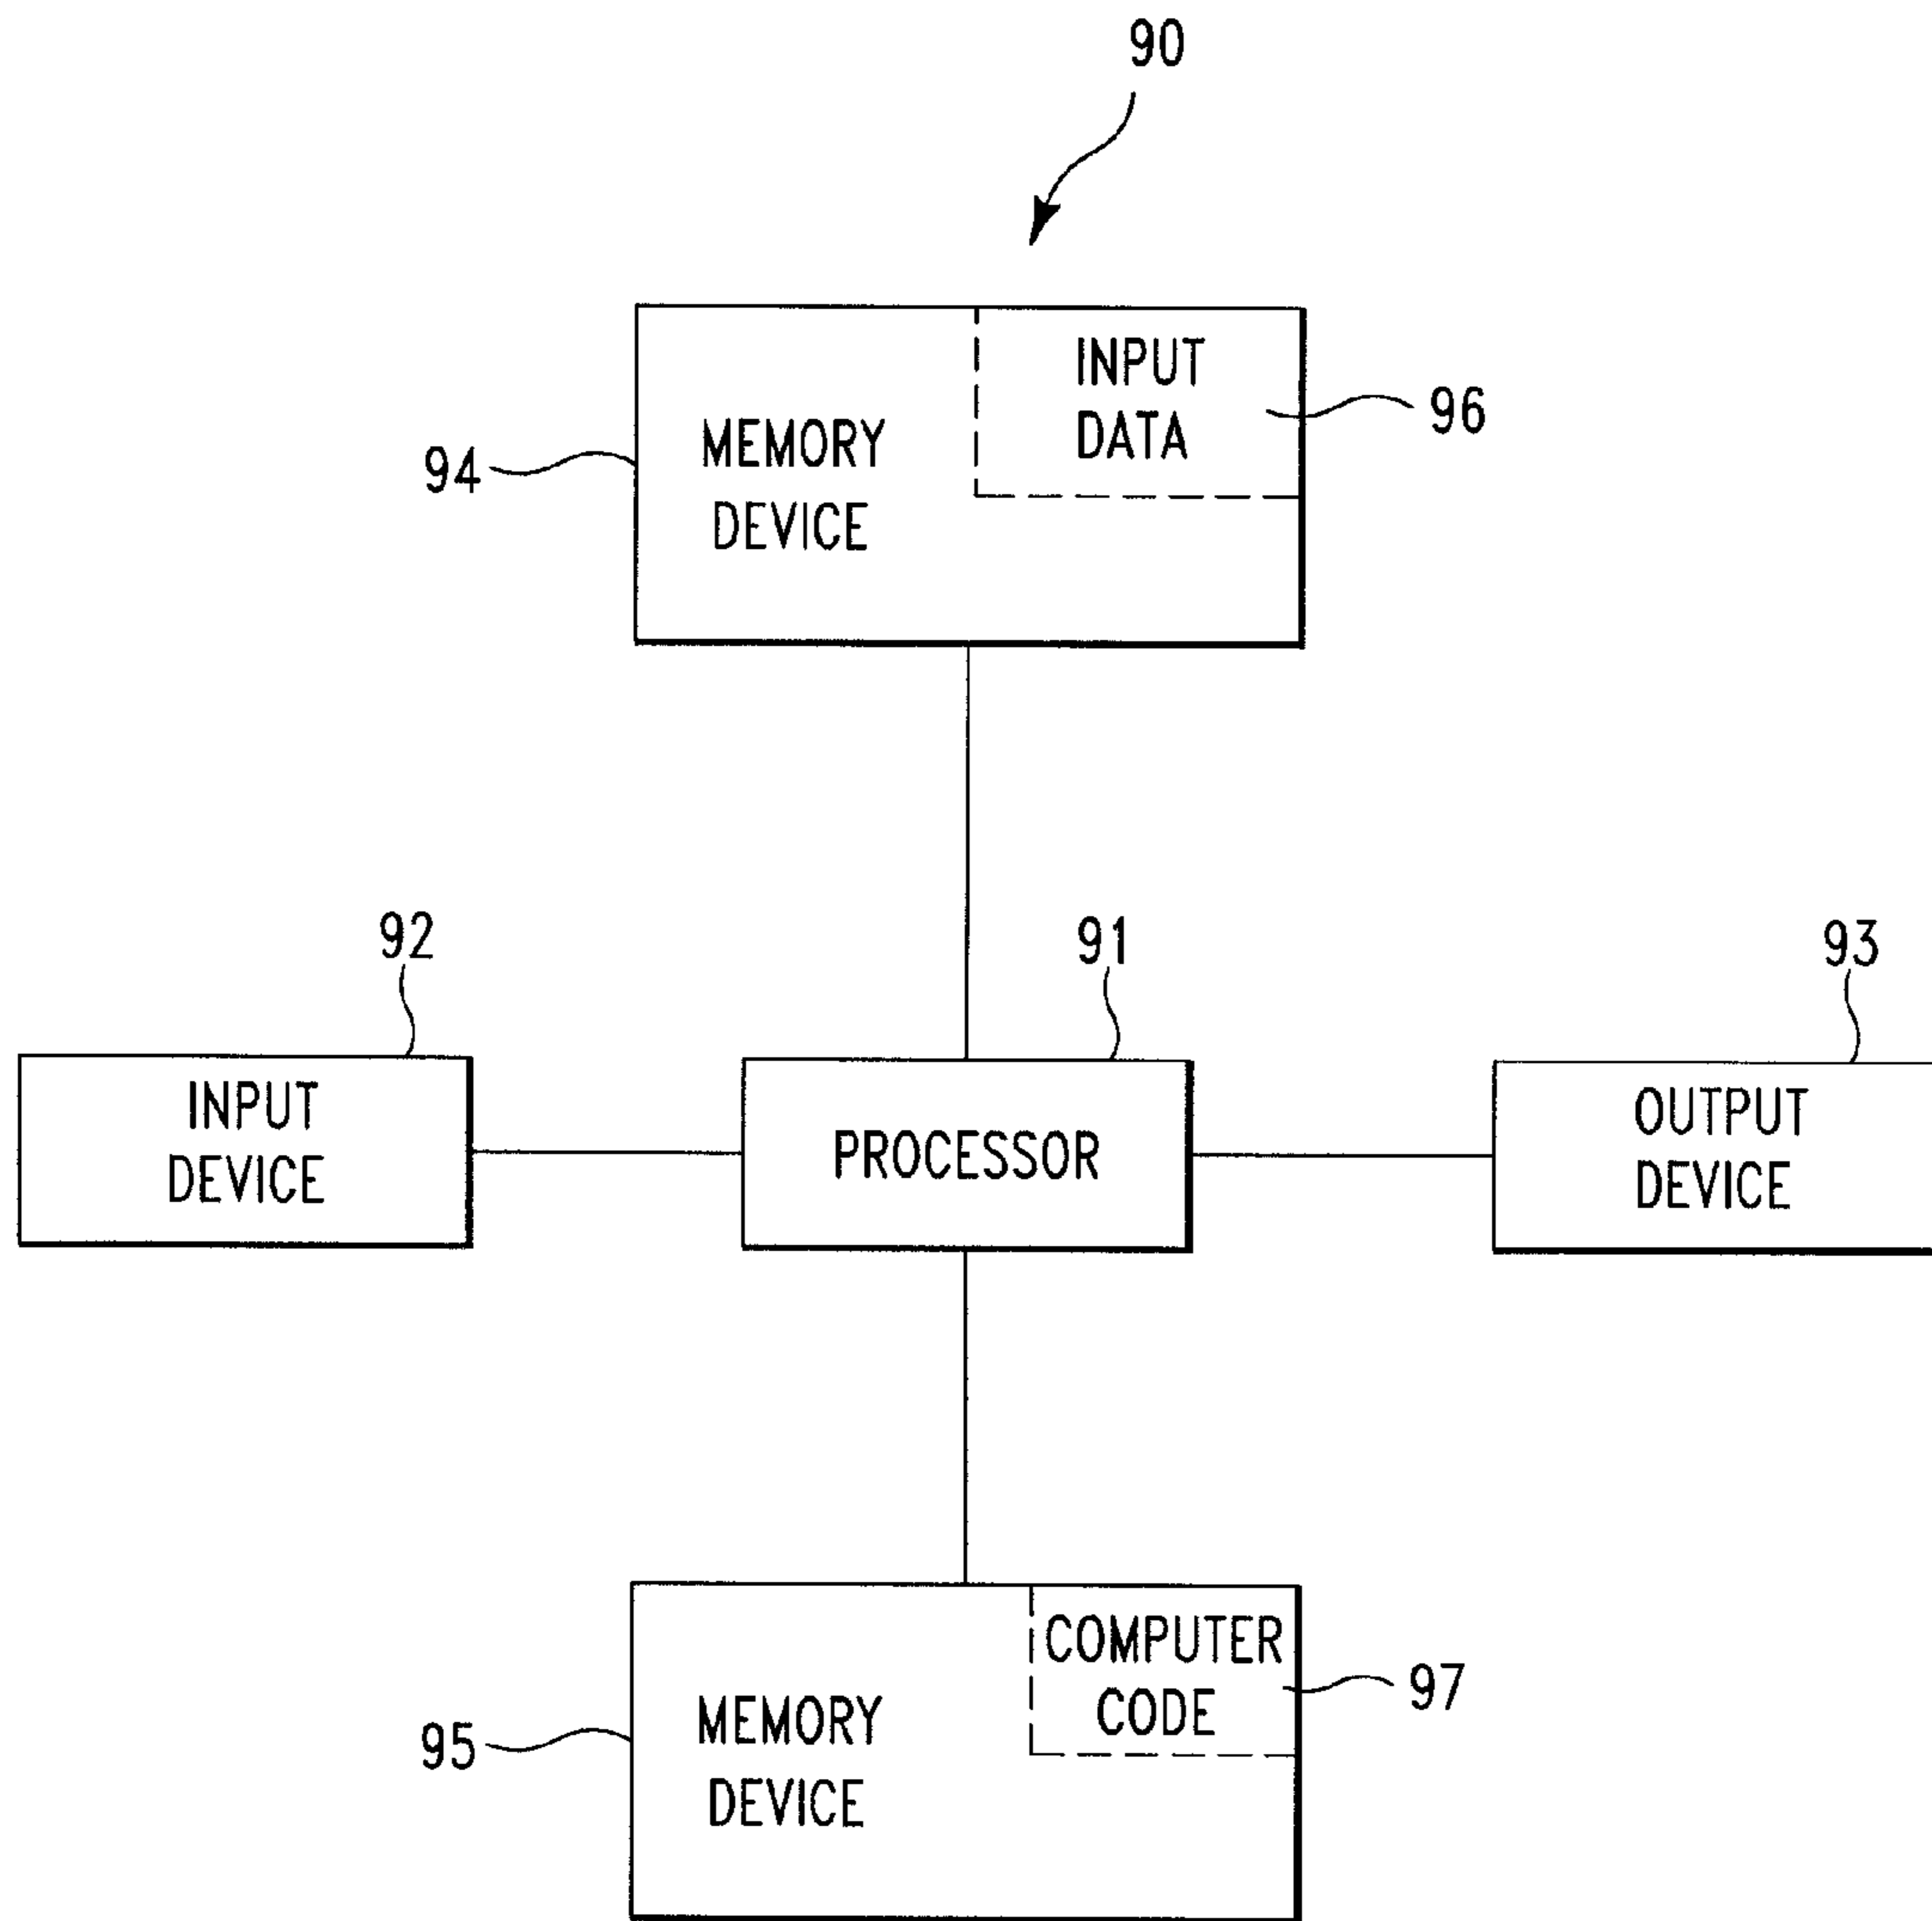 90
INPUT
DATA
96
94
MEMORY
DEVICE
92
91
93
INPUT
DEVICE
PROCESSOR
OUTPUT
DEVICE
COMPUTER
CODE
97
95
MEMORY
DEVICE